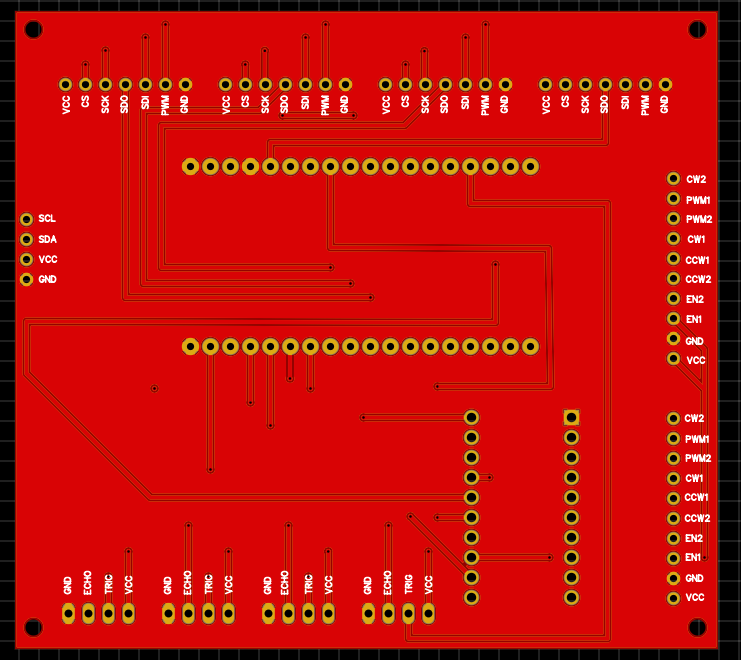 VCC CS SCK SDO SDI PWM GND
VCC CS SCK SDO SDI PWM GND
VCC CS SCK SDO SDI PWM GND
VCC CS SCK SDO SDI PWM GND
SCL
SDA
VCC
GND
CW2
PWM1
PWM2
CW1
CCW1
CCW2
EN2
EN1
GND
VCC
CW2
PWM1
PWM2
CW1
CCW1
CCW2
EN2
EN1
GND
VCC
GND ECHO TRIC VCC
GND ECHO TRIC VCC
GND ECHO TRIC VCC
GND ECHO TRIG VCC